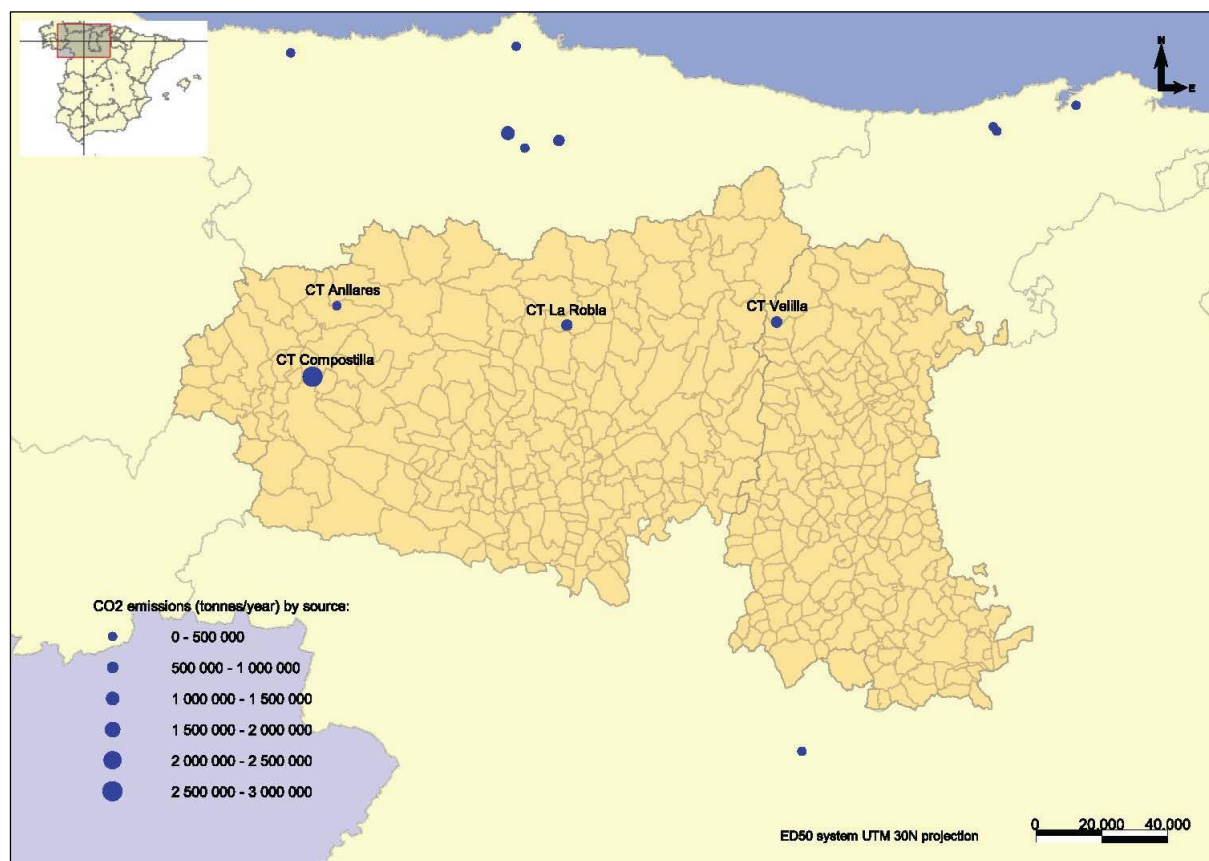 N
E
CT Anllares
CT La Robla
CT Velilla
CT Compostilla
CO2 emissions (tonnes/year) by source:
0 - 500 000
500 000 - 1 000 000
1 000 000 - 1 500 000
1 500 000 - 2 000 000
2 000 000 - 2 500 000
2 500 000 - 3 000 000
ED50 system UTM 30N projection
0 20.000 40.000